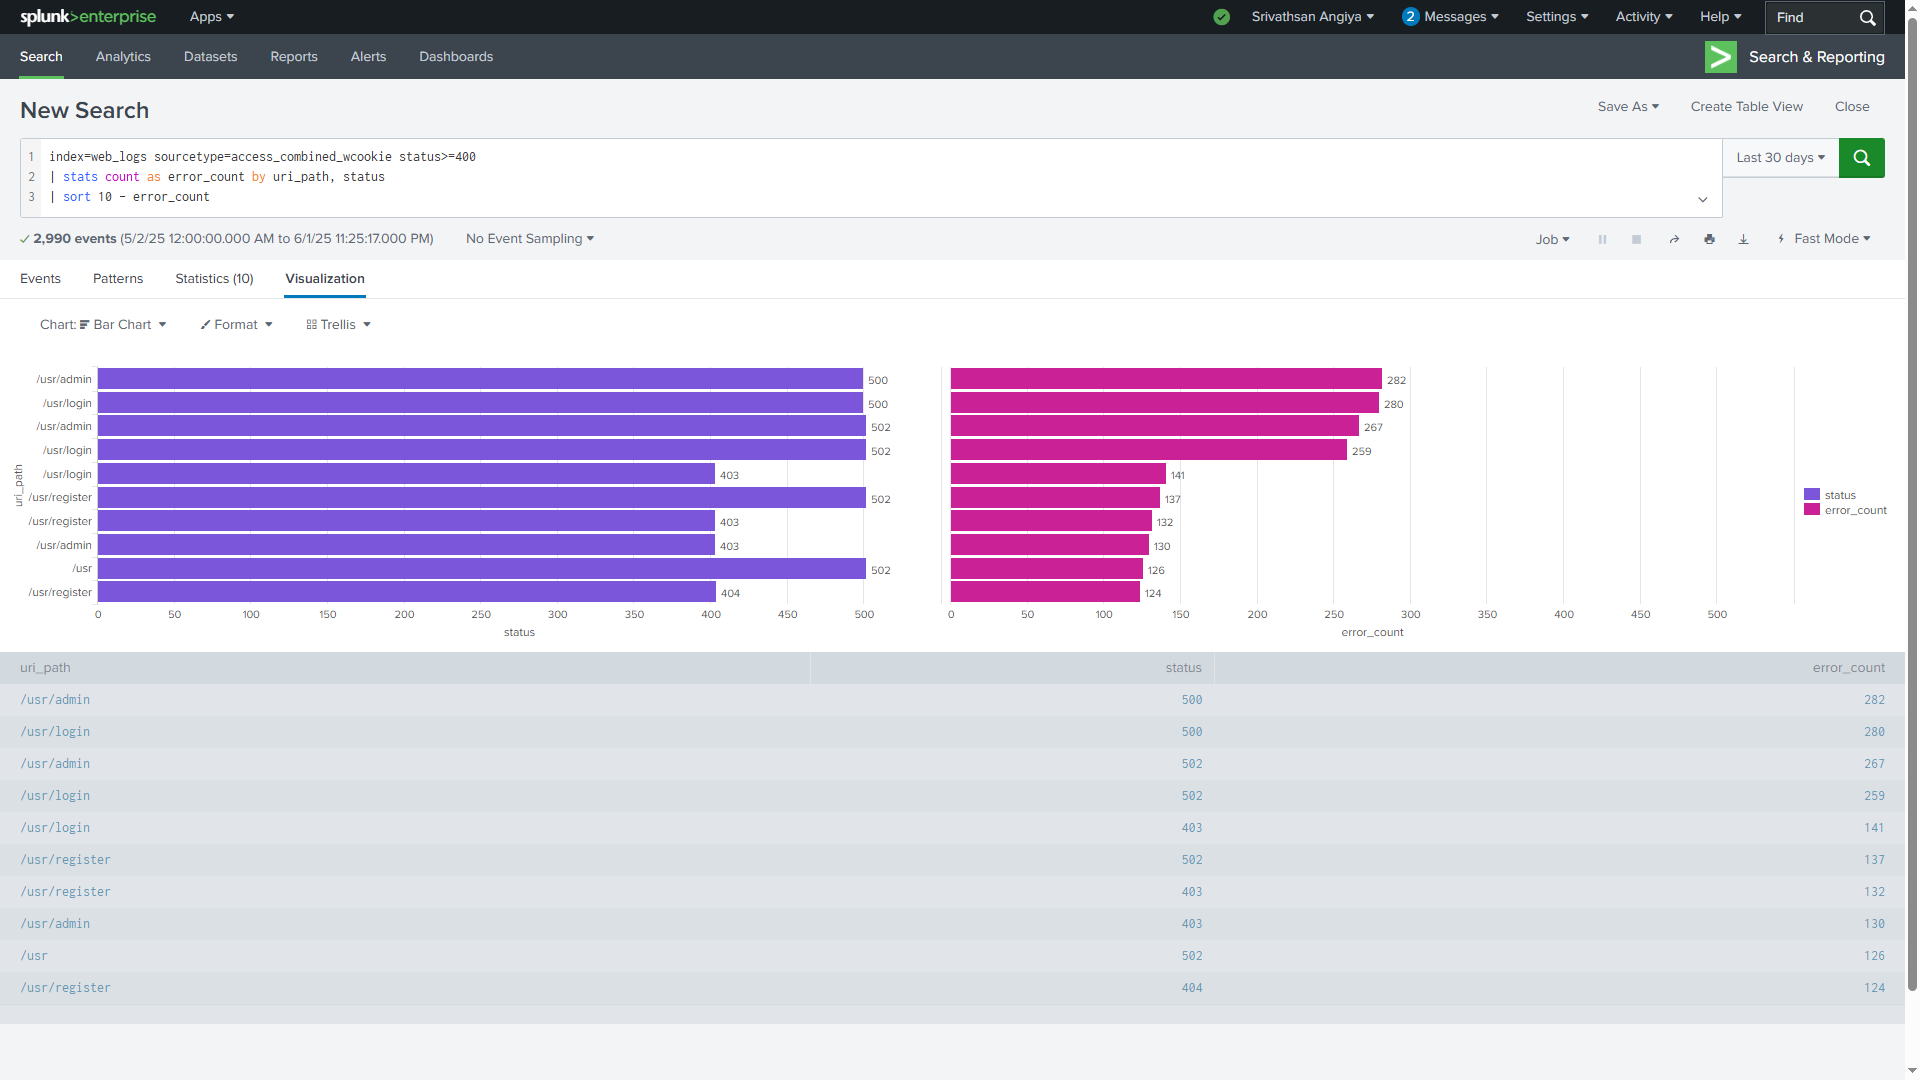 splunk>enterprise Apps Srivathsan Angiya 2 Messages Settings Activity Help Find
Search Analytics Datasets Reports Alerts Dashboards Search & Reporting
New Search Save As Create Table View Close
1 index=web_logs sourcetype=access_combined_wcookie status>=400 Last 30 days
2 | stats count as error_count by uri_path, status
3 | sort 10 - error_count
2,990 events (5/2/25 12:00:00.000 AM to 6/1/25 11:25:17.000 PM) No Event Sampling Job Fast Mode
Events Patterns Statistics (10) Visualization
Chart: Bar Chart Format Trellis
uri_path
/usr/admin 500 282
/usr/login 500 280
/usr/admin 502 267
/usr/login 502 259
/usr/login 403 141
/usr/register 502 137
/usr/register 403 132
/usr/admin 403 130
/usr 502 126
/usr/register 404 124
0 50 100 150 200 250 300 350 400 450 500 0 50 100 150 200 250 300 350 400 450 500
status error_count
status
error_count
uri_path status error_count
/usr/admin 500 282
/usr/login 500 280
/usr/admin 502 267
/usr/login 502 259
/usr/login 403 141
/usr/register 502 137
/usr/register 403 132
/usr/admin 403 130
/usr 502 126
/usr/register 404 124